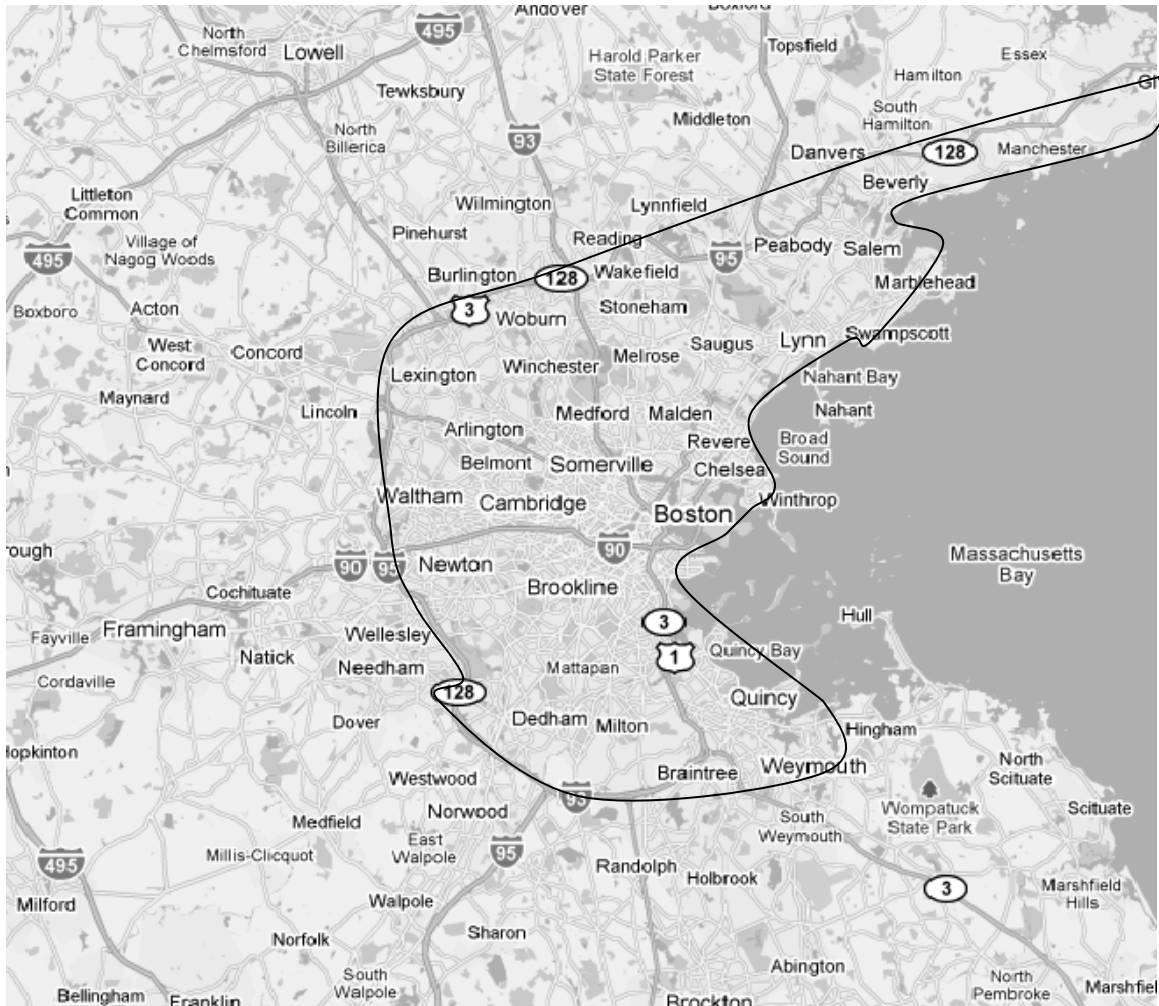 Andover
Boxford
North
Chelmsford
495
Lowell
Topsfield
Essex
Harold Parker
State Forest
Hamilton
Tewksbury
South
Hamilton
Middleton
North
Billerica
93
Danvers
128
Manchester
Beverly
Littleton
Common
Wilmington
Lynnfield
Pinehurst
Reading
Village of
Nagog Woods
495
Peabody
Salem
95
Burlington
128
Wakefield
Marblehead
Boxboro
Acton
3
Woburn
Stoneham
Swampscott
West
Concord
Concord
Winchester
Melrose
Saugus
Lynn
Lexington
Nahant Bay
Maynard
Lincoln
Medford
Malden
Nahant
Arlington
Revere
Broad
Sound
Belmont
Somerville
Chelsea
Waltham
Cambridge
Winthrop
Boston
rough
90
95
Newton
90
Massachusetts
Bay
Brookline
Cochituate
Hull
Fayville
Framingham
Wellesley
3
Natick
Needham
Mattapan
1
Quincy Bay
Cordaville
128
Quincy
Dover
Dedham
Milton
Hingham
Hopkinton
Westwood
Braintree
Weymouth
North
Scituate
93
Norwood
Wompatuck
State Park
Scituate
Medfield
South
Weymouth
East
Walpole
Millis-Clicquot
95
495
Randolph
Holbrook
3
Marshfield
Hills
Milford
Walpole
Norfolk
Sharon
South
Walpole
Abington
North
Pembroke
Marshfiel
Bellingham
Franklin
Brockton